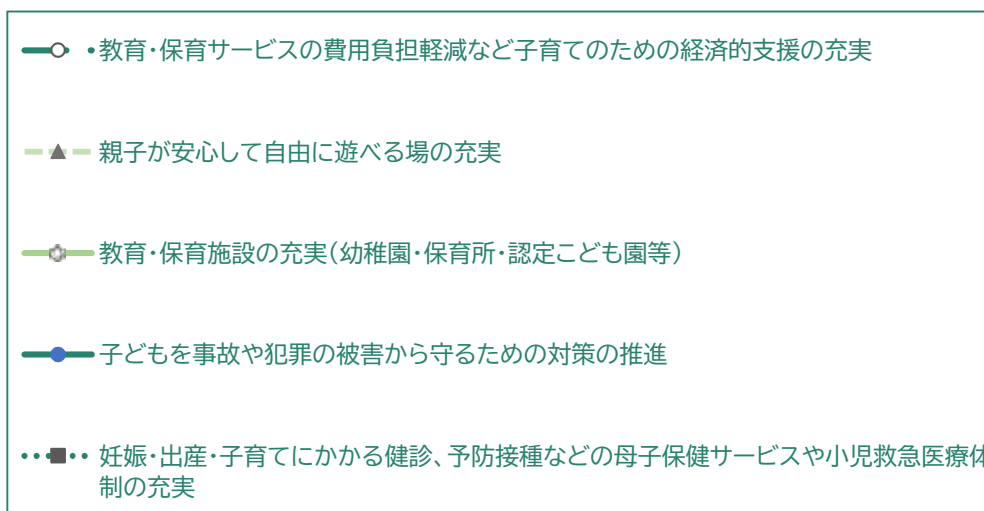 教育・保育サービスの費用負担軽減など子育てのための経済的支援の充実
親子が安心して自由に遊べる場の充実
教育・保育施設の充実(幼稚園・保育所・認定こども園等)
子どもを事故や犯罪の被害から守るための対策の推進
妊娠・出産・子育てにかかる健診、予防接種などの母子保健サービスや小児救急医療体
制の充実